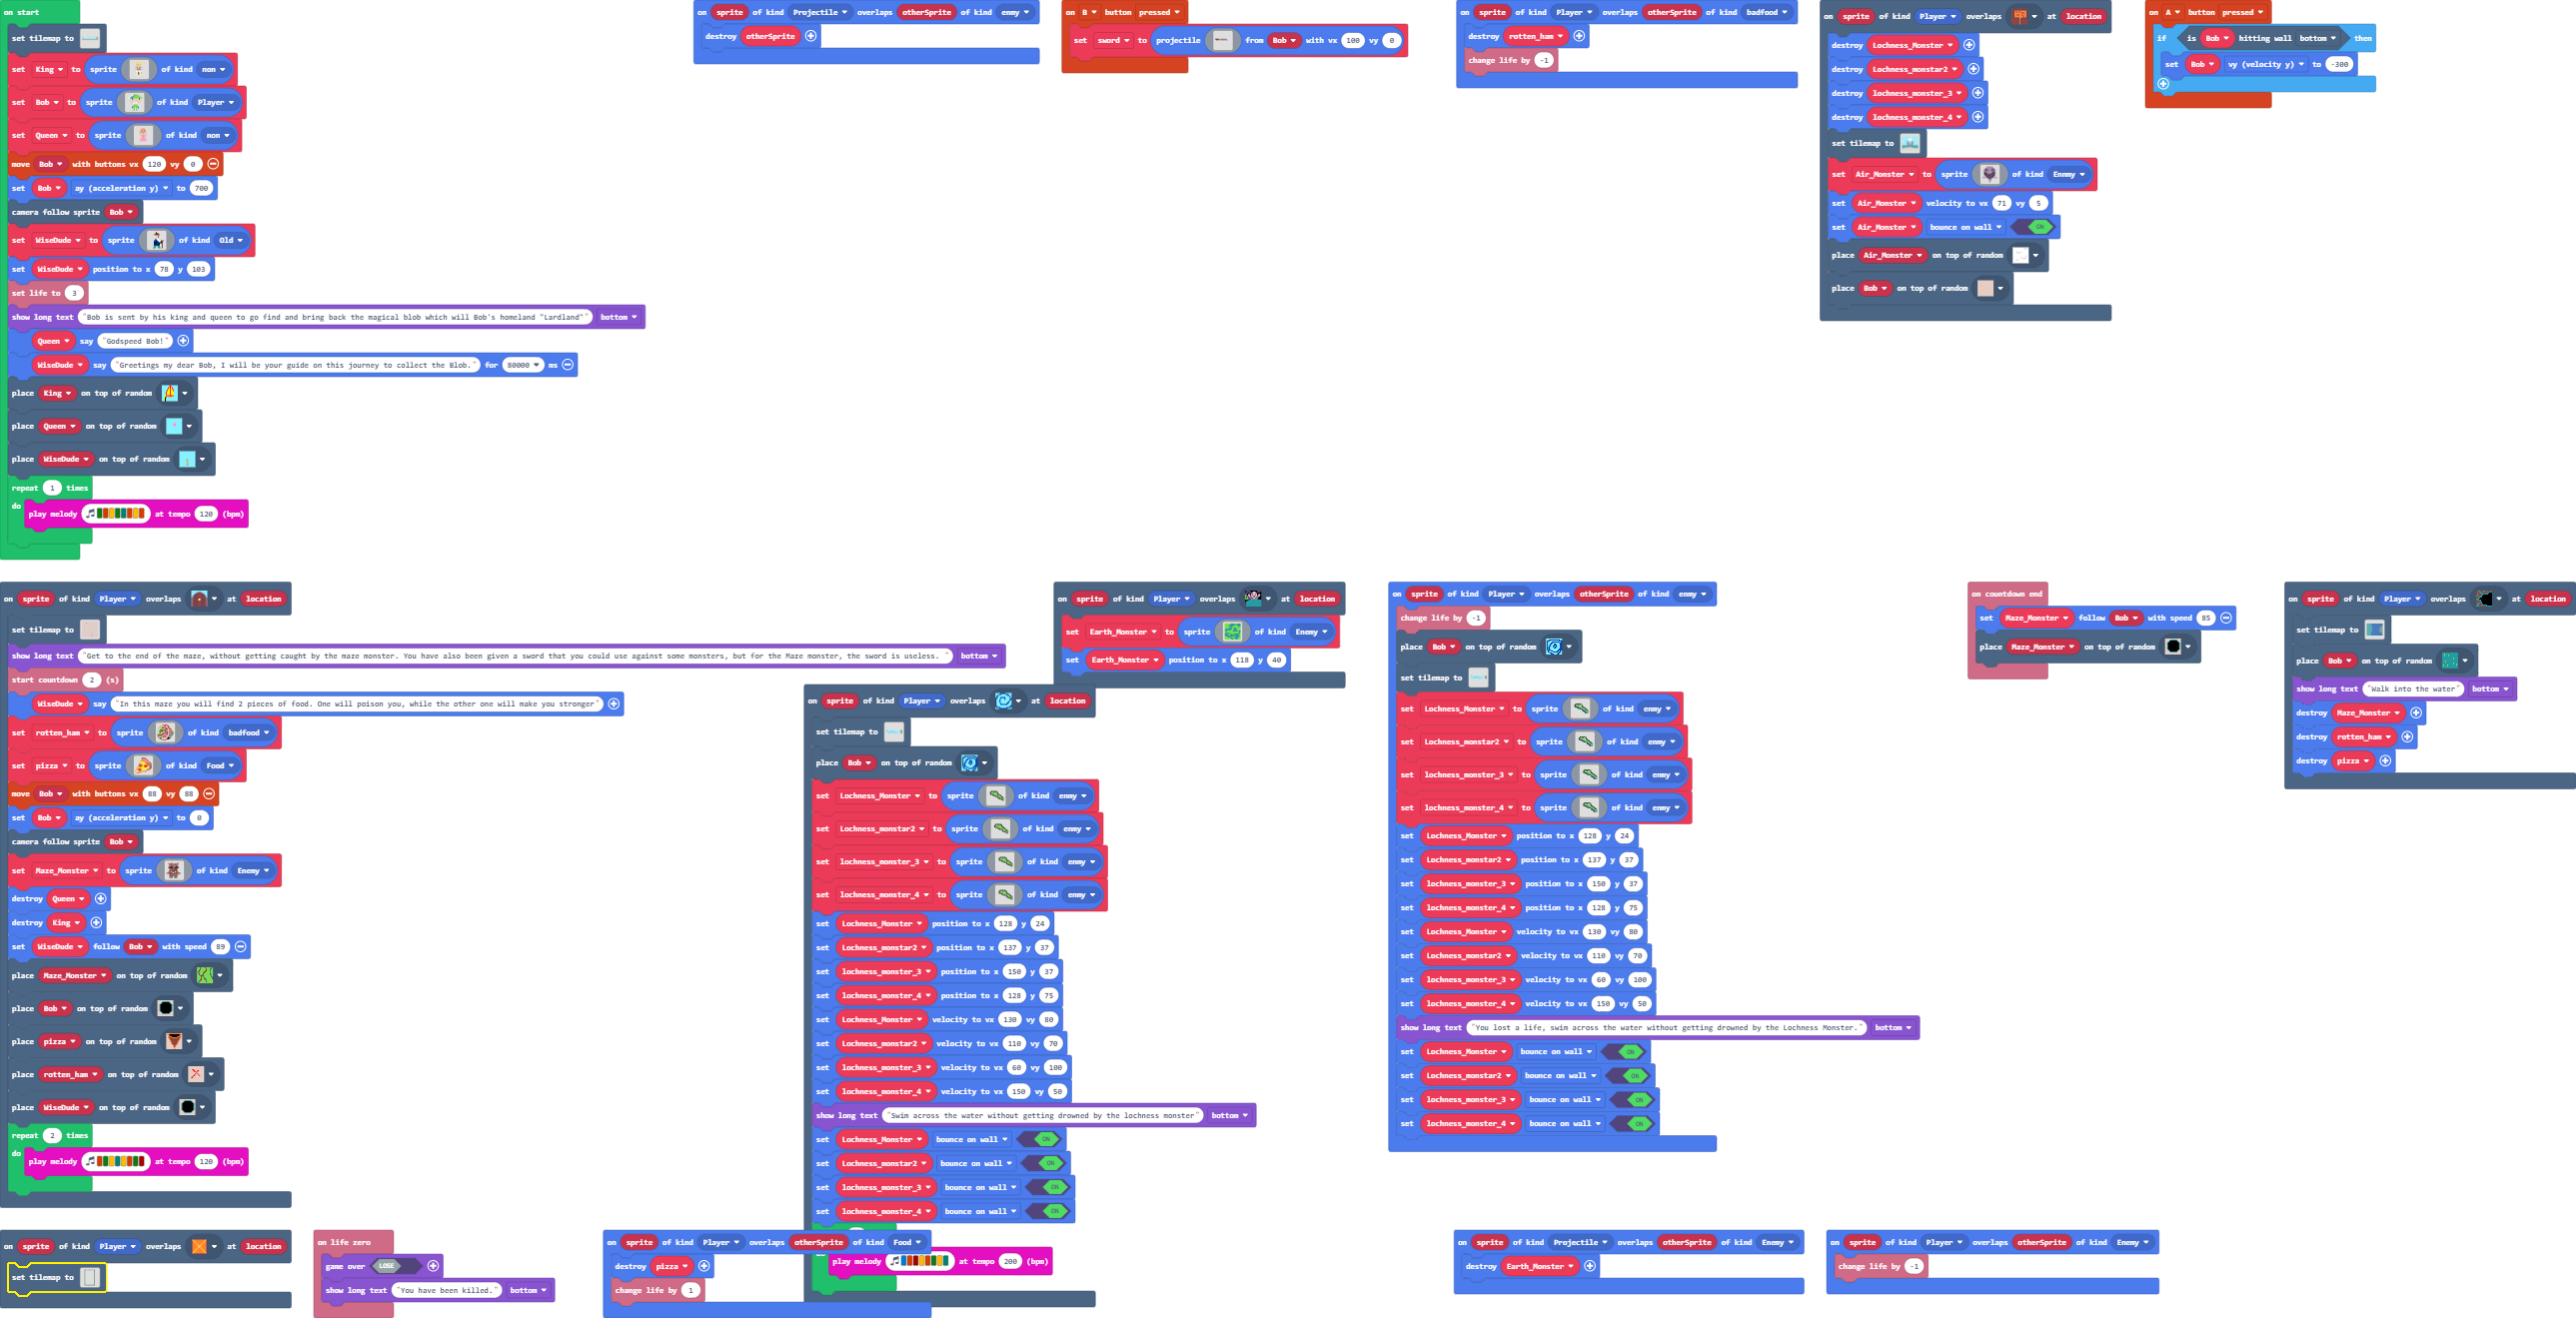 on start
set tilemap to
set King to sprite of kind non
set Bob to sprite of kind Player
set Queen to sprite of kind non
move Bob with buttons vx 120 vy 0
set Bob ay (acceleration y) to 700
camera follow sprite Bob
set WiseDude to sprite of kind Old
set WiseDude position to x 78 y 103
set life to 3
show long text "Bob is sent by his king and queen to go find and bring back the magical blob which will Bob's homeland "Lardland"" bottom
Queen say "Godspeed Bob!"
WiseDude say "Greetings my dear Bob, I will be your guide on this journey to collect the Blob." for 80000 ms
place King on top of random
place Queen on top of random
place WiseDude on top of random
repeat 1 times
do
play melody at tempo 120 (bpm)
on sprite of kind Projectile overlaps otherSprite of kind enmy
destroy otherSprite
on B button pressed
set sword to projectile from Bob with vx 100 vy 0
on sprite of kind Player overlaps otherSprite of kind badfood
destroy rotten_ham
change life by -1
on sprite of kind Player overlaps at location
destroy Lochness_Monster
destroy Lochness_monstar2
destroy lochness_monster_3
destroy lochness_monster_4
set tilemap to
set Air_Monster to sprite of kind Ennmy
set Air_Monster velocity to vx 71 vy 5
set Air_Monster bounce on wall ON
place Air_Monster on top of random
place Bob on top of random
on A button pressed
if is Bob hitting wall bottom then
set Bob vy (velocity y) to -300
on sprite of kind Player overlaps at location
set tilemap to
show long text "Get to the end of the maze, without getting caught by the maze monster. You have also been given a sword that you could use against some monsters, but for the Maze monster, the sword is useless. " bottom
start countdown 2 (s)
WiseDude say "In this maze you will find 2 pieces of food. One will poison you, while the other one will make you stronger"
set rotten_ham to sprite of kind badfood
set pizza to sprite of kind Food
move Bob with buttons vx 88 vy 88
set Bob ay (acceleration y) to 0
camera follow sprite Bob
set Maze_Monster to sprite of kind Enemy
destroy Queen
destroy King
set WiseDude follow Bob with speed 89
place Maze_Monster on top of random
place Bob on top of random
place pizza on top of random
place rotten_ham on top of random
place WiseDude on top of random
repeat 2 times
do
play melody at tempo 120 (bpm)
on sprite of kind Player overlaps at location
set Earth_Monster to sprite of kind Enemy
set Earth_Monster position to x 118 y 40
on sprite of kind Player overlaps at location
set tilemap to
place Bob on top of random
set Lochness_Monster to sprite of kind enmy
set Lochness_monstar2 to sprite of kind enmy
set lochness_monster_3 to sprite of kind enmy
set lochness_monster_4 to sprite of kind enmy
set Lochness_Monster position to x 128 y 24
set Lochness_monstar2 position to x 137 y 37
set lochness_monster_3 position to x 150 y 37
set lochness_monster_4 position to x 128 y 75
set Lochness_Monster velocity to vx 130 vy 80
set Lochness_monstar2 velocity to vx 110 vy 70
set lochness_monster_3 velocity to vx 60 vy 100
set lochness_monster_4 velocity to vx 150 vy 50
show long text "Swim across the water without getting drowned by the lochness monster" bottom
set Lochness_Monster bounce on wall ON
set Lochness_monstar2 bounce on wall ON
set lochness_monster_3 bounce on wall ON
set lochness_monster_4 bounce on wall ON
play melody at tempo 200 (bpm)
on sprite of kind Player overlaps otherSprite of kind enmy
change life by -1
place Bob on top of random
set tilemap to
set Lochness_Monster to sprite of kind enmy
set Lochness_monstar2 to sprite of kind enmy
set lochness_monster_3 to sprite of kind enmy
set lochness_monster_4 to sprite of kind enmy
set Lochness_Monster position to x 128 y 24
set Lochness_monstar2 position to x 137 y 37
set lochness_monster_3 position to x 150 y 37
set lochness_monster_4 position to x 128 y 75
set Lochness_Monster velocity to vx 130 vy 80
set Lochness_monstar2 velocity to vx 110 vy 70
set lochness_monster_3 velocity to vx 60 vy 100
set lochness_monster_4 velocity to vx 150 vy 50
show long text "You lost a life, swim across the water without getting drowned by the Lochness Monster." bottom
set Lochness_Monster bounce on wall ON
set Lochness_monstar2 bounce on wall ON
set lochness_monster_3 bounce on wall ON
set lochness_monster_4 bounce on wall ON
on countdown end
set Maze_Monster follow Bob with speed 85
place Maze_Monster on top of random
on sprite of kind Player overlaps at location
set tilemap to
place Bob on top of random
show long text "Walk into the water" bottom
destroy Maze_Monster
destroy rotten_ham
destroy pizza
on sprite of kind Player overlaps at location
set tilemap to
on life zero
game over LOSE
show long text "You have been killed." bottom
on sprite of kind Player overlaps otherSprite of kind Food
destroy pizza
change life by 1
on sprite of kind Projectile overlaps otherSprite of kind Enemy
destroy Earth_Monster
on sprite of kind Player overlaps otherSprite of kind Enemy
change life by -1